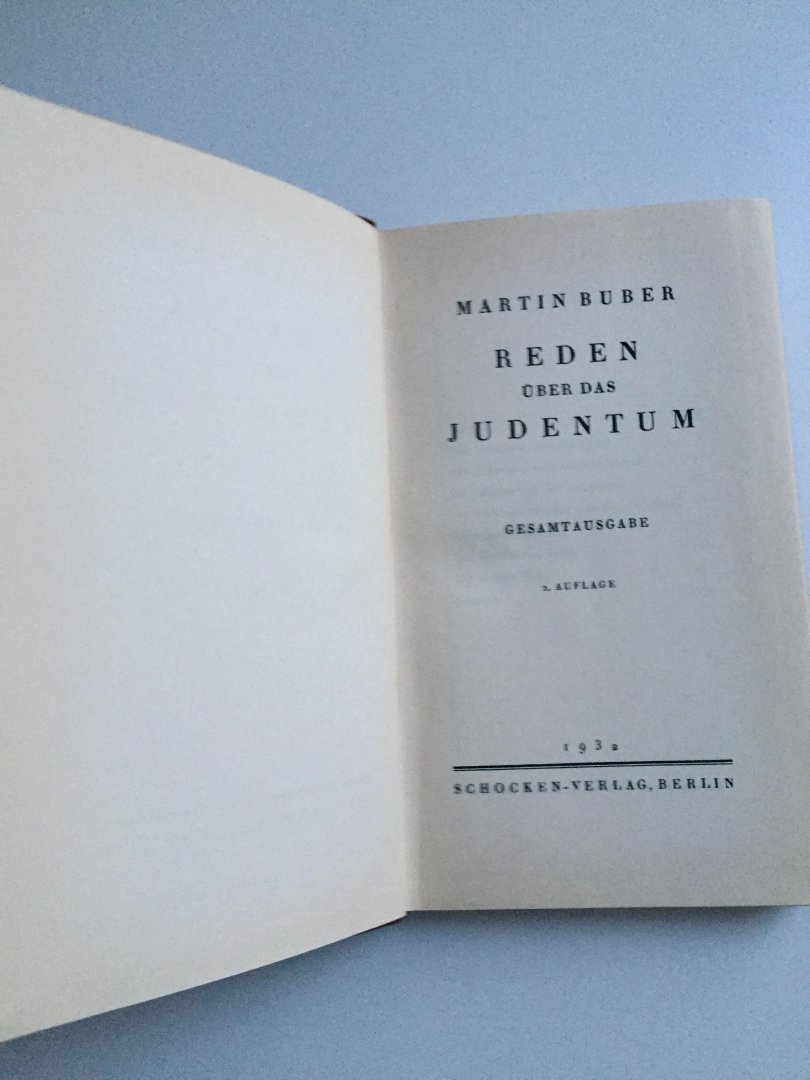 MARTIN BUBER
REDEN
ÜBER DAS
JUDENTUM
GESAMTAUSGABE
2. AUFLAGE
1932
SCHOCKEN-VERLAG, BERLIN